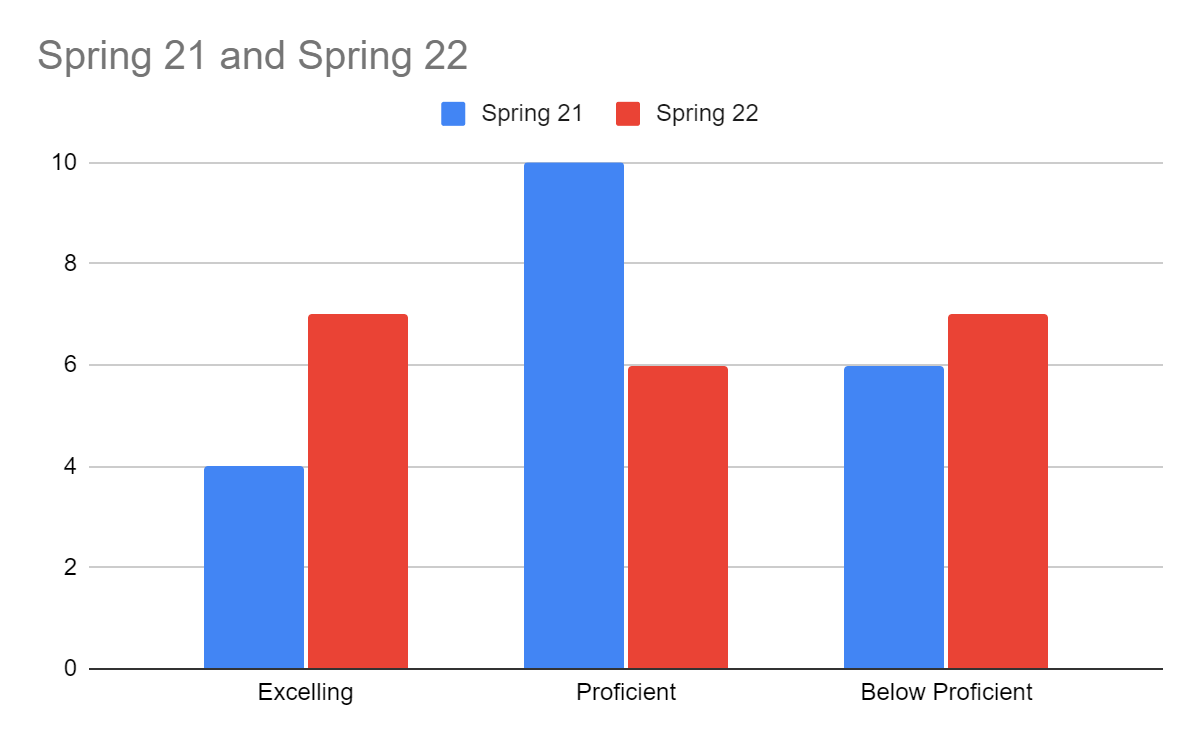 Spring 21 and Spring 22
Spring 21 Spring 22
10
8
6
4
2
0
Excelling Proficient Below Proficient